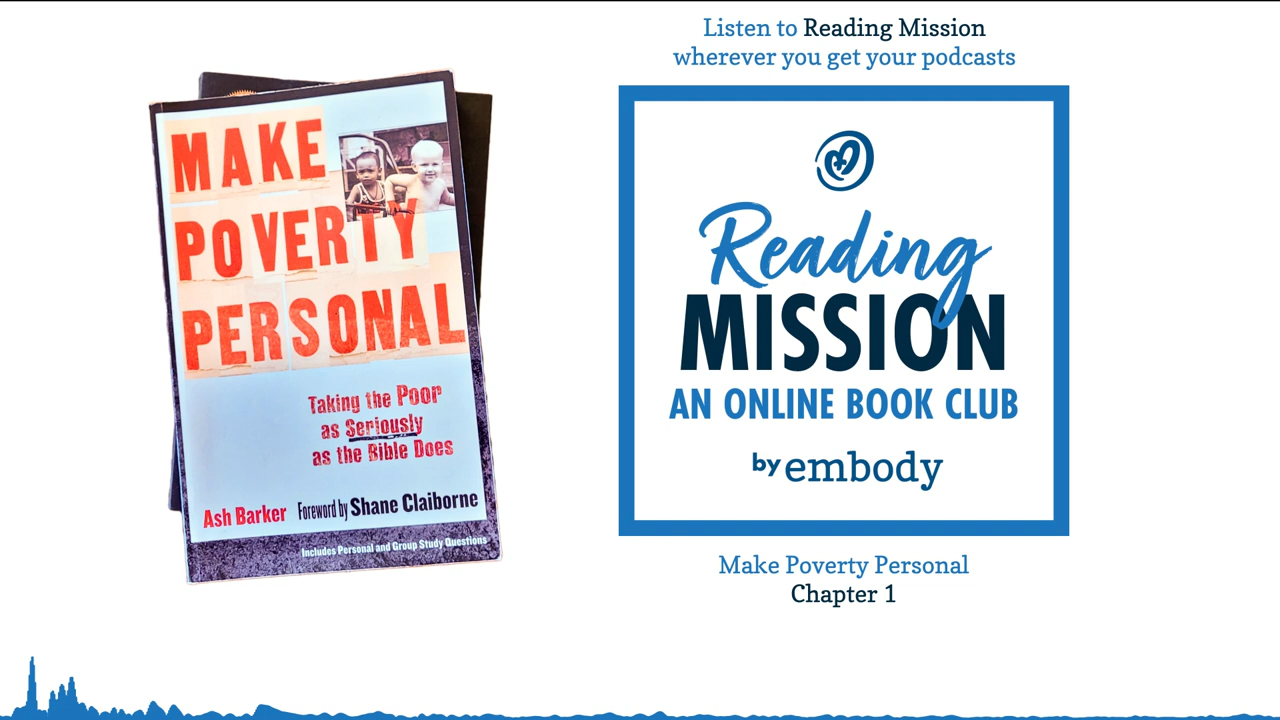 MAKE
POVERTY
PERSONAL
Taking the Poor
as Seriously
as the Bible Does
Ash Barker Foreword by Shane Claiborne
Includes Personal and Group Study Questions
Listen to Reading Mission
wherever you get your podcasts
Reading
MISSION
AN ONLINE BOOK CLUB
by embody
Make Poverty Personal
Chapter 1